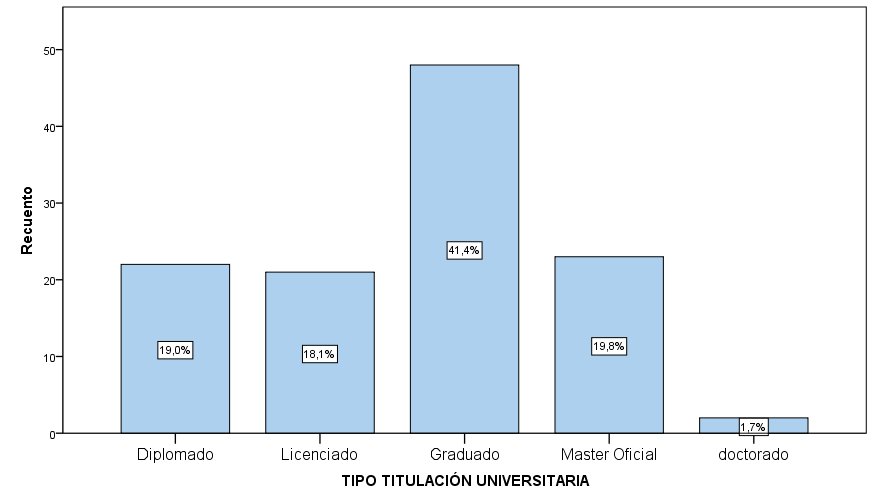 50
40
30
20
10
0
Recuento
19,0%
18,1%
41,4%
19,8%
1,7%
Diplomado
Licenciado
Graduado
Master Oficial
doctorado
TIPO TITULACIÓN UNIVERSITARIA